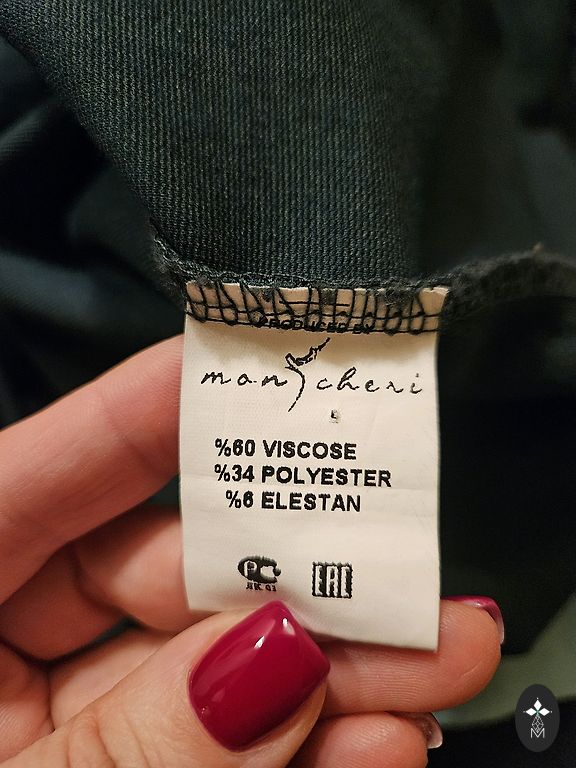 PRODUCED BY
mon cheri
%60 VISCOSE
%34 POLYESTER
%6 ELESTAN
EAC